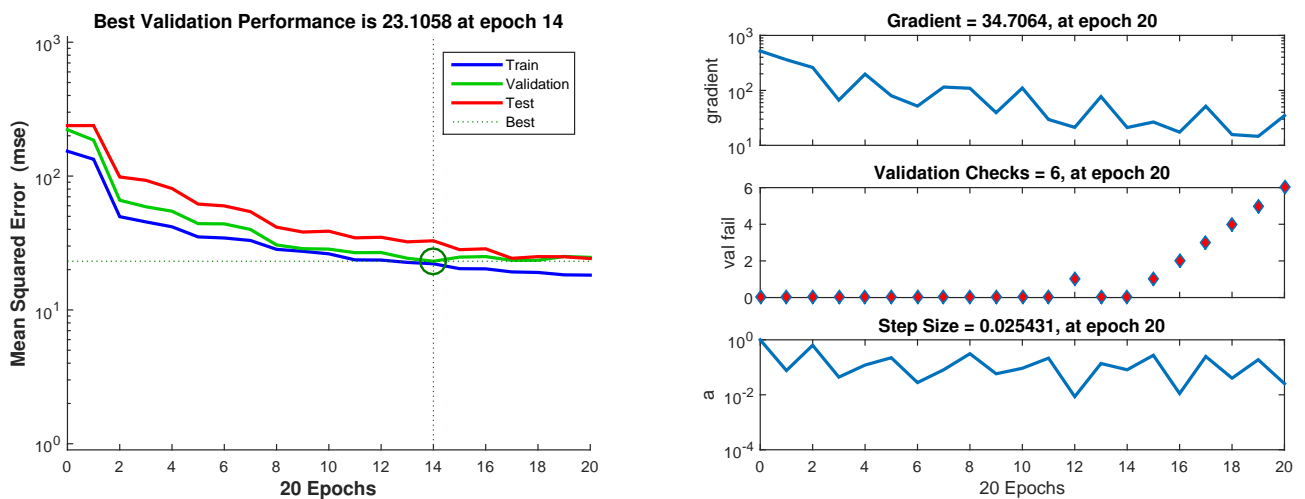 Best Validation Performance is 23.1058 at epoch 14
Mean Squared Error (mse)
10^3
10^2
10^1
10^0
Train
Validation
Test
Best
0 2 4 6 8 10 12 14 16 18 20
20 Epochs
Gradient = 34.7064, at epoch 20
gradient
10^3
10^2
10^1
Validation Checks = 6, at epoch 20
val fail
6
4
2
0
Step Size = 0.025431, at epoch 20
a
10^0
10^-2
10^-4
0 2 4 6 8 10 12 14 16 18 20
20 Epochs